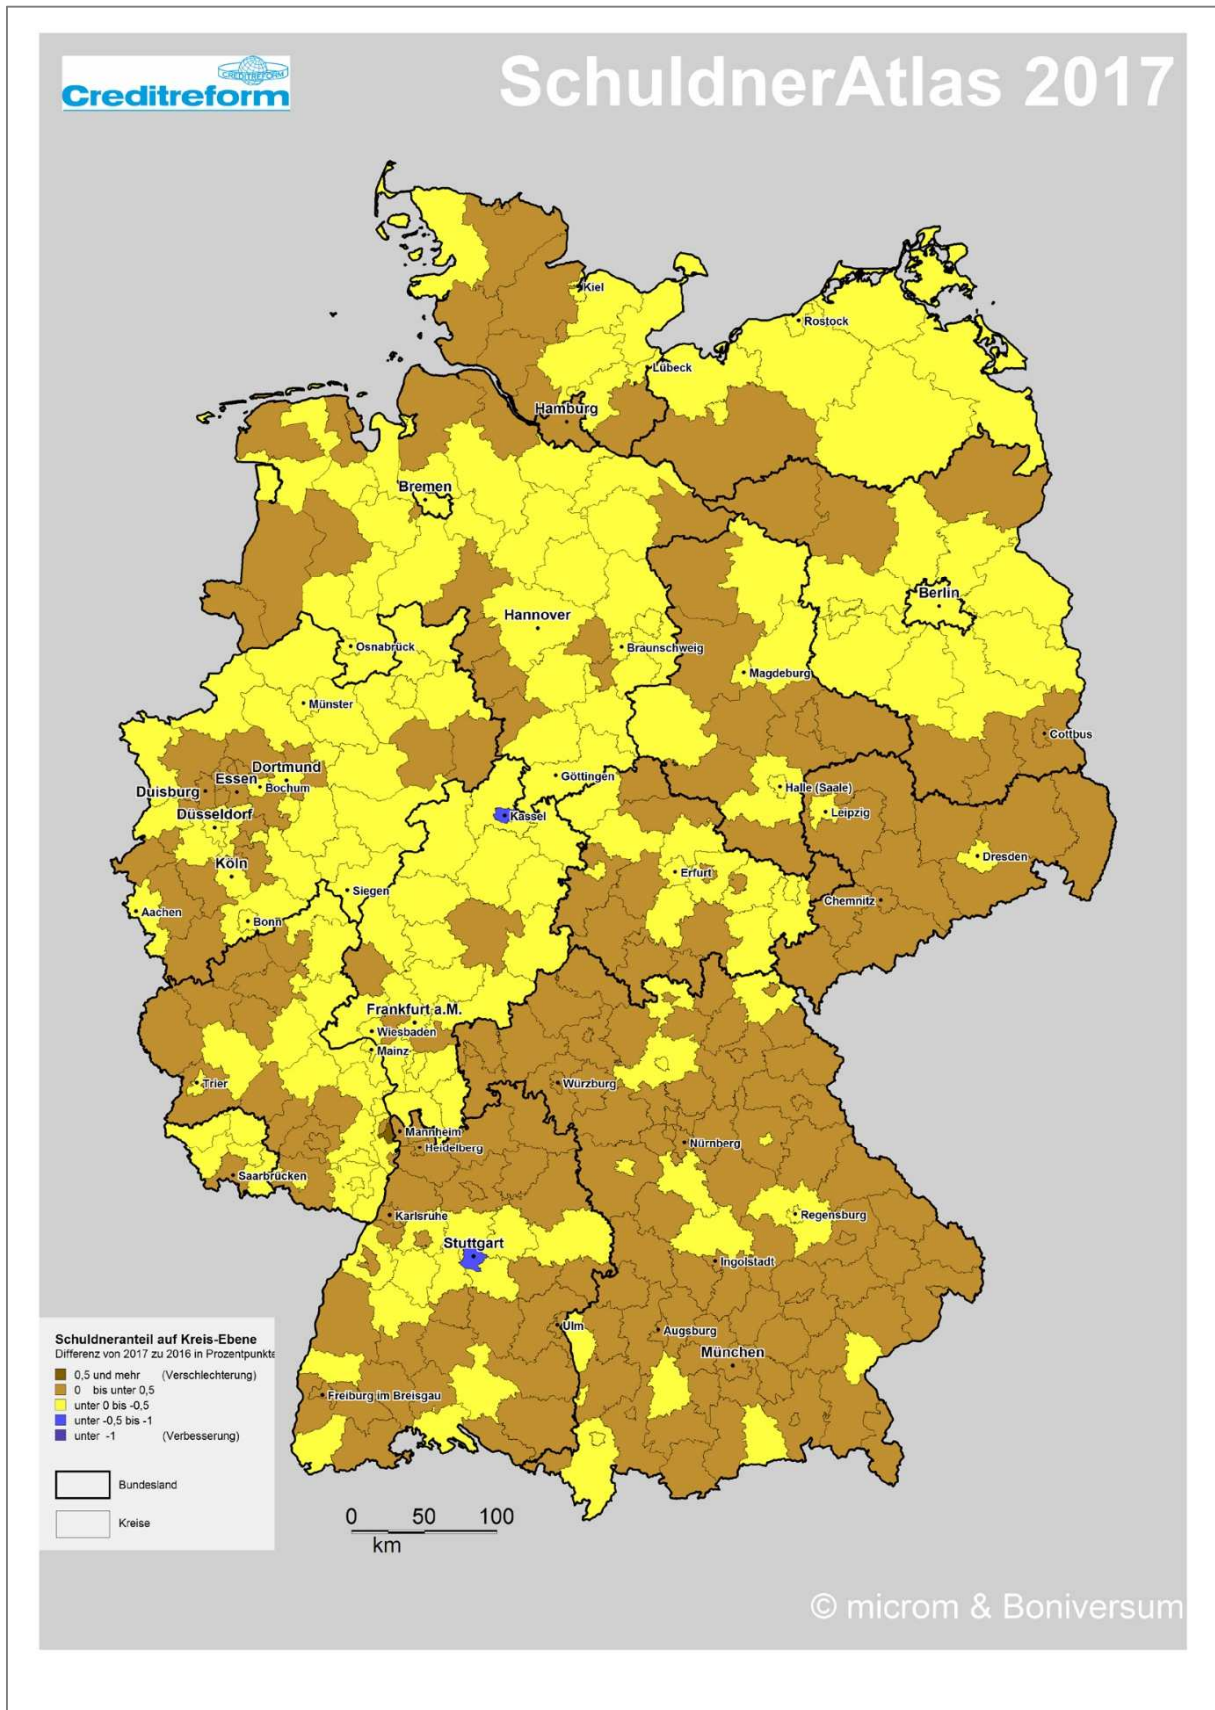 CREDITREFORM
Creditreform
SchuldnerAtlas 2017
Kiel
Rostock
Lübeck
Hamburg
Bremen
Berlin
Hannover
Osnabrück
Braunschweig
Magdeburg
Münster
Cottbus
Dortmund
Essen
Bochum
Göttingen
Halle (Saale)
Duisburg
Leipzig
Düsseldorf
Kassel
Dresden
Köln
Erfurt
Siegen
Chemnitz
Aachen
Bonn
Frankfurt a.M.
Wiesbaden
Mainz
Trier
Würzburg
Mannheim
Nürnberg
Heidelberg
Saarbrücken
Karlsruhe
Regensburg
Stuttgart
Ingolstadt
Ulm
Augsburg
München
Freiburg im Breisgau
Schuldneranteil auf Kreis-Ebene
Differenz von 2017 zu 2016 in Prozentpunkte
0,5 und mehr (Verschlechterung)
0 bis unter 0,5
unter 0 bis -0,5
unter -0,5 bis -1
unter -1 (Verbesserung)
Bundesland
Kreise
0 50 100
km
© microm & Boniversum